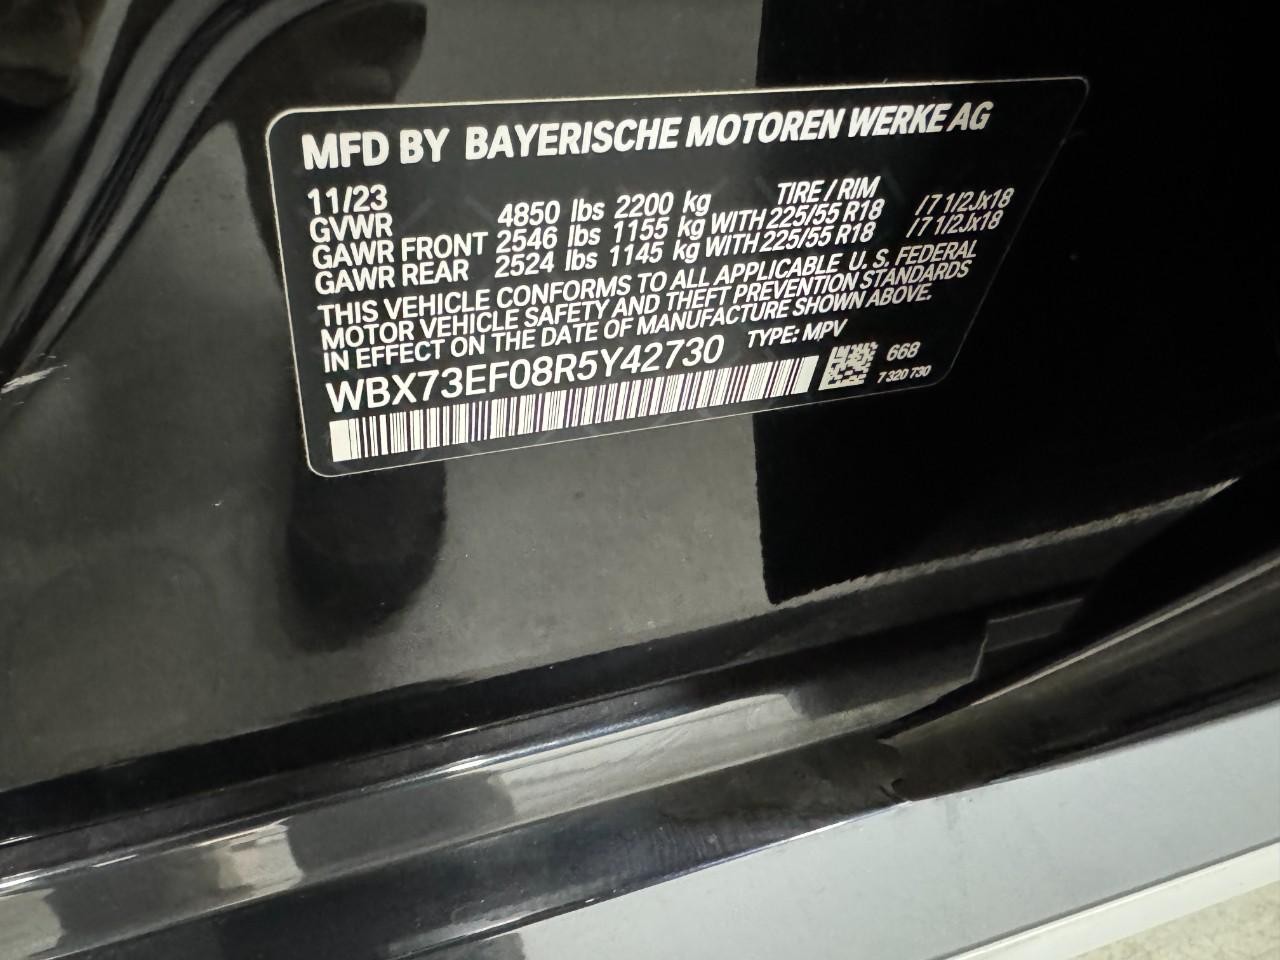 MFD BY BAYERISCHE MOTOREN WERKE AG
11/23 TIRE / RIM
GVWR 4850 lbs 2200 kg
GAWR FRONT 2546 lbs 1155 kg WITH 225/55 R18 / 7 1/2Jx18
GAWR REAR 2524 lbs 1145 kg WITH 225/55 R18 / 7 1/2Jx18
THIS VEHICLE CONFORMS TO ALL APPLICABLE U. S. FEDERAL
MOTOR VEHICLE SAFETY AND THEFT PREVENTION STANDARDS
IN EFFECT ON THE DATE OF MANUFACTURE SHOWN ABOVE.
WBX73EF08R5Y42730 TYPE: MPV
668
7 320 730